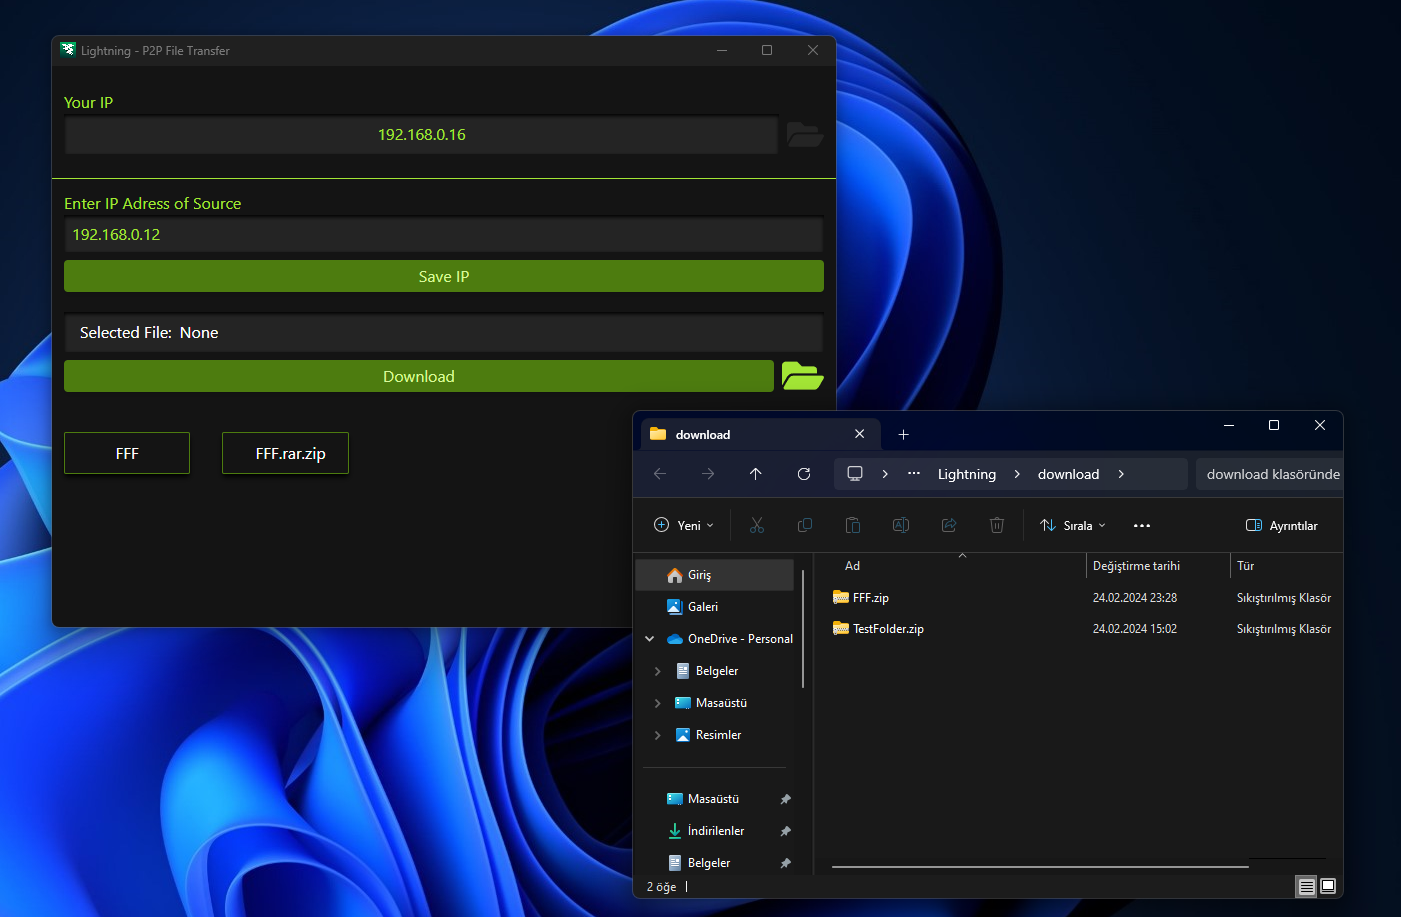 Lightning - P2P File Transfer
Your IP
192.168.0.16
Enter IP Adress of Source
192.168.0.12
Save IP
Selected File: None
Download
FFF
FFF.rar.zip
download
Lightning
download
download klasöründe
Yeni
Sırala
Ayrıntılar
Giriş
Galeri
OneDrive - Personal
Belgeler
Masaüstü
Resimler
Masaüstü
İndirilenler
Belgeler
Ad Değiştirme tarihi Tür
FFF.zip 24.02.2024 23:28 Sıkıştırılmış Klasör
TestFolder.zip 24.02.2024 15:02 Sıkıştırılmış Klasör
2 öğe